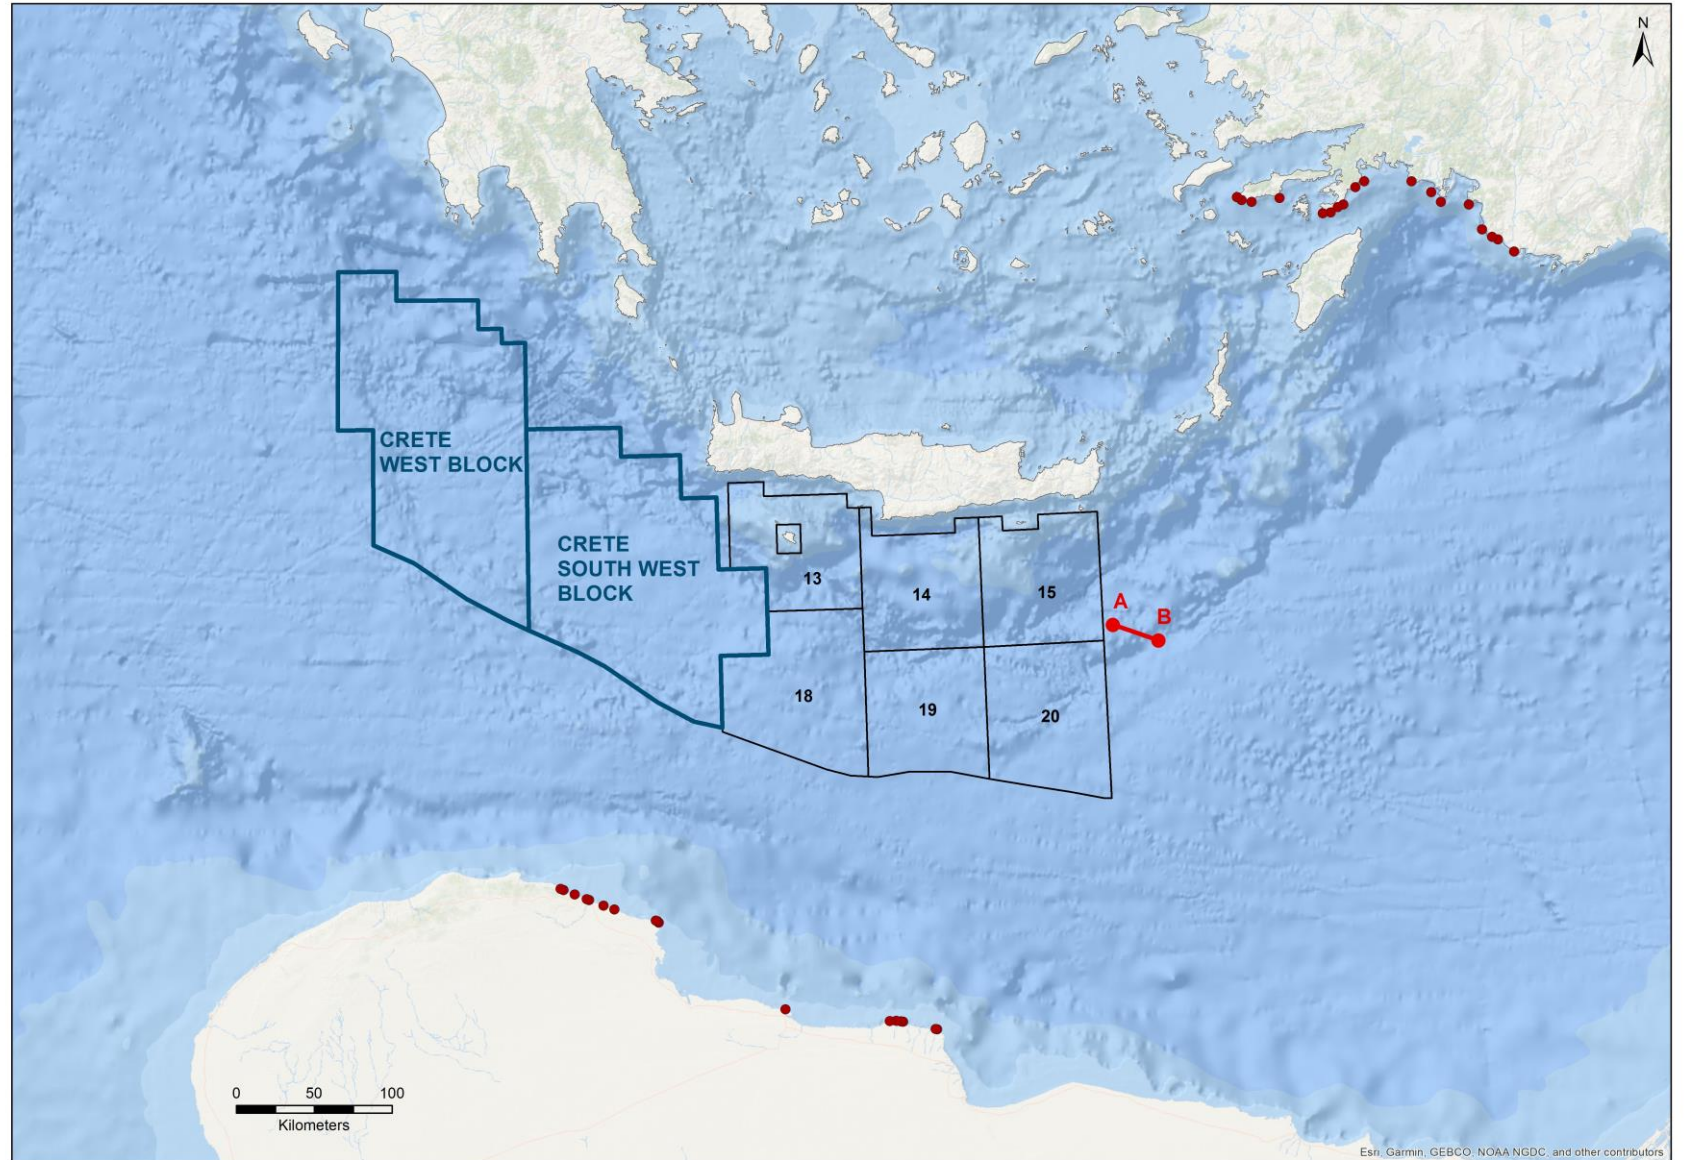 N
CRETE
WEST BLOCK
CRETE
SOUTH WEST
BLOCK
13
14
15
A
B
18
19
20
0 50 100
Kilometers
Esri, Garmin, GEBCO, NOAA NGDC, and other contributors